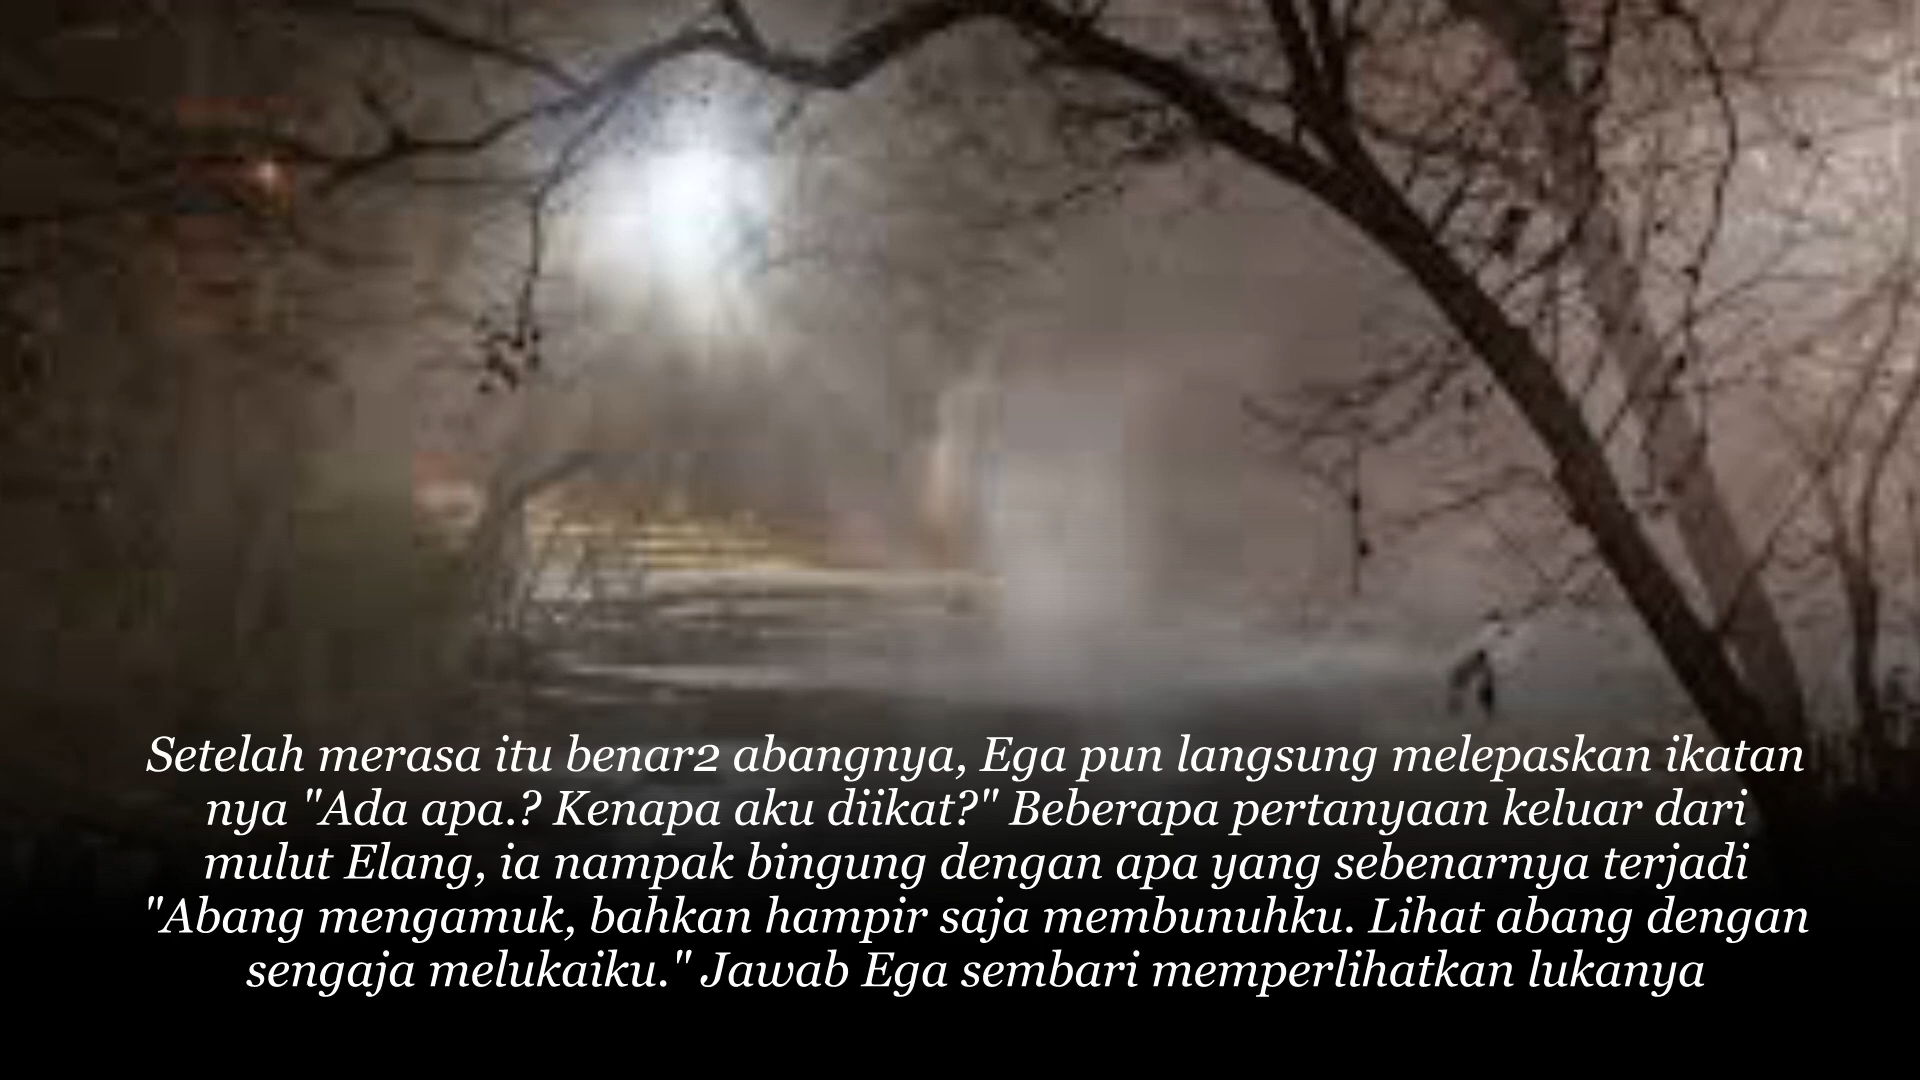 Setelah merasa itu benar2 abangnya, Ega pun langsung melepaskan ikatan
nya "Ada apa.? Kenapa aku diikat?" Beberapa pertanyaan keluar dari
mulut Elang, ia nampak bingung dengan apa yang sebenarnya terjadi
"Abang mengamuk, bahkan hampir saja membunuhku. Lihat abang dengan
sengaja melukaiku." Jawab Ega sembari memperlihatkan lukanya